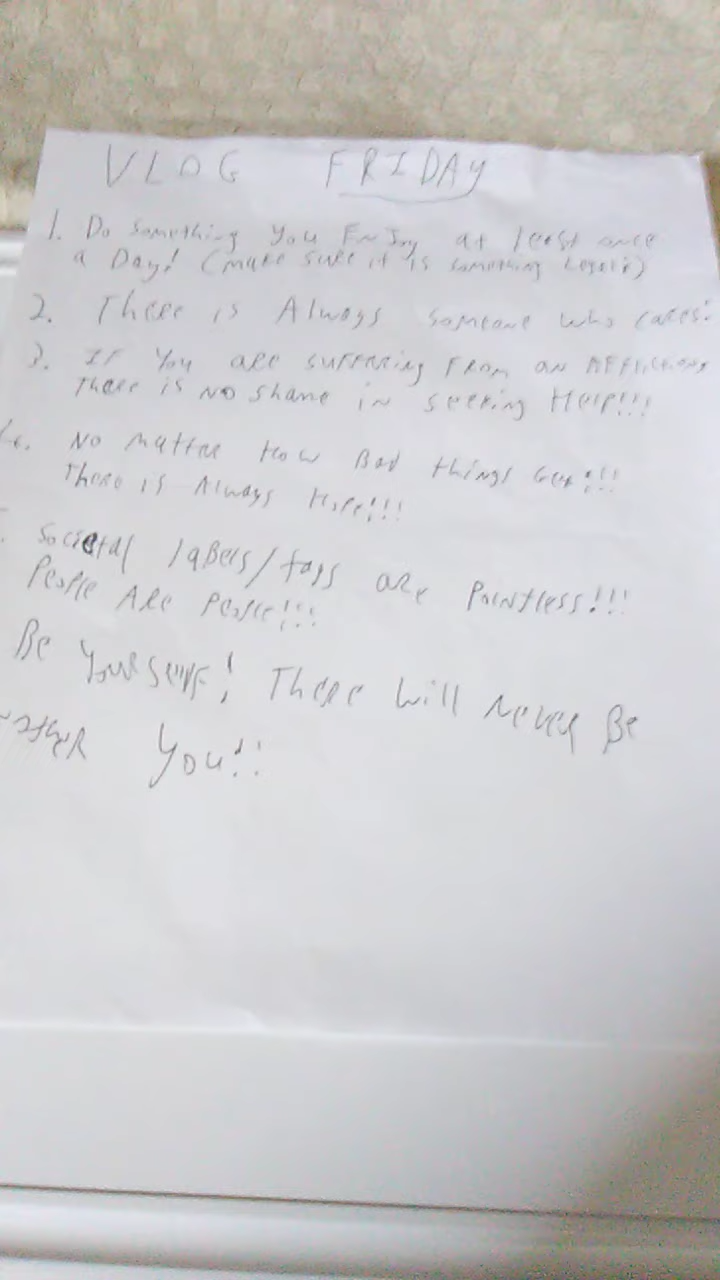 VLOG FRIDAY
1. Do something You EnJoy at least once
a Day! (make sure it is something Legal!)
2. There is Always someone who cares!
3. If You are suffering From an Affliction,
There is NO shame in seeking Help!!!
4. No matter How Bad things Get!!!
There is Always Hope!!!
Societal labels/tags are Pointless!!!
People Are People!!!
Be Yourself! There will Never Be
You!!